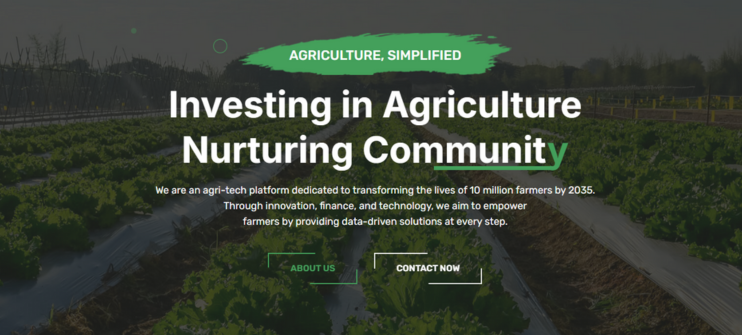 AGRICULTURE, SIMPLIFIED
Investing in Agriculture
Nurturing Community
We are an agri-tech platform dedicated to transforming the lives of 10 million farmers by 2035.
Through innovation, finance, and technology, we aim to empower
farmers by providing data-driven solutions at every step.
ABOUT US
CONTACT NOW